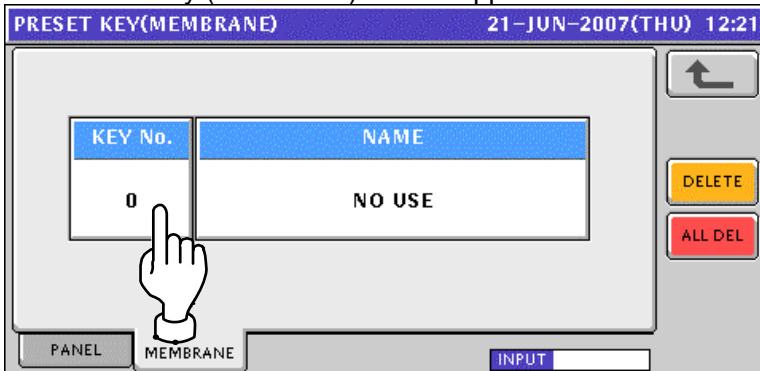 PRESET KEY(MEMBRANE) 21-JUN-2007(THU) 12:21
KEY No. NAME
0 NO USE
DELETE
ALL DEL
PANEL MEMBRANE
INPUT